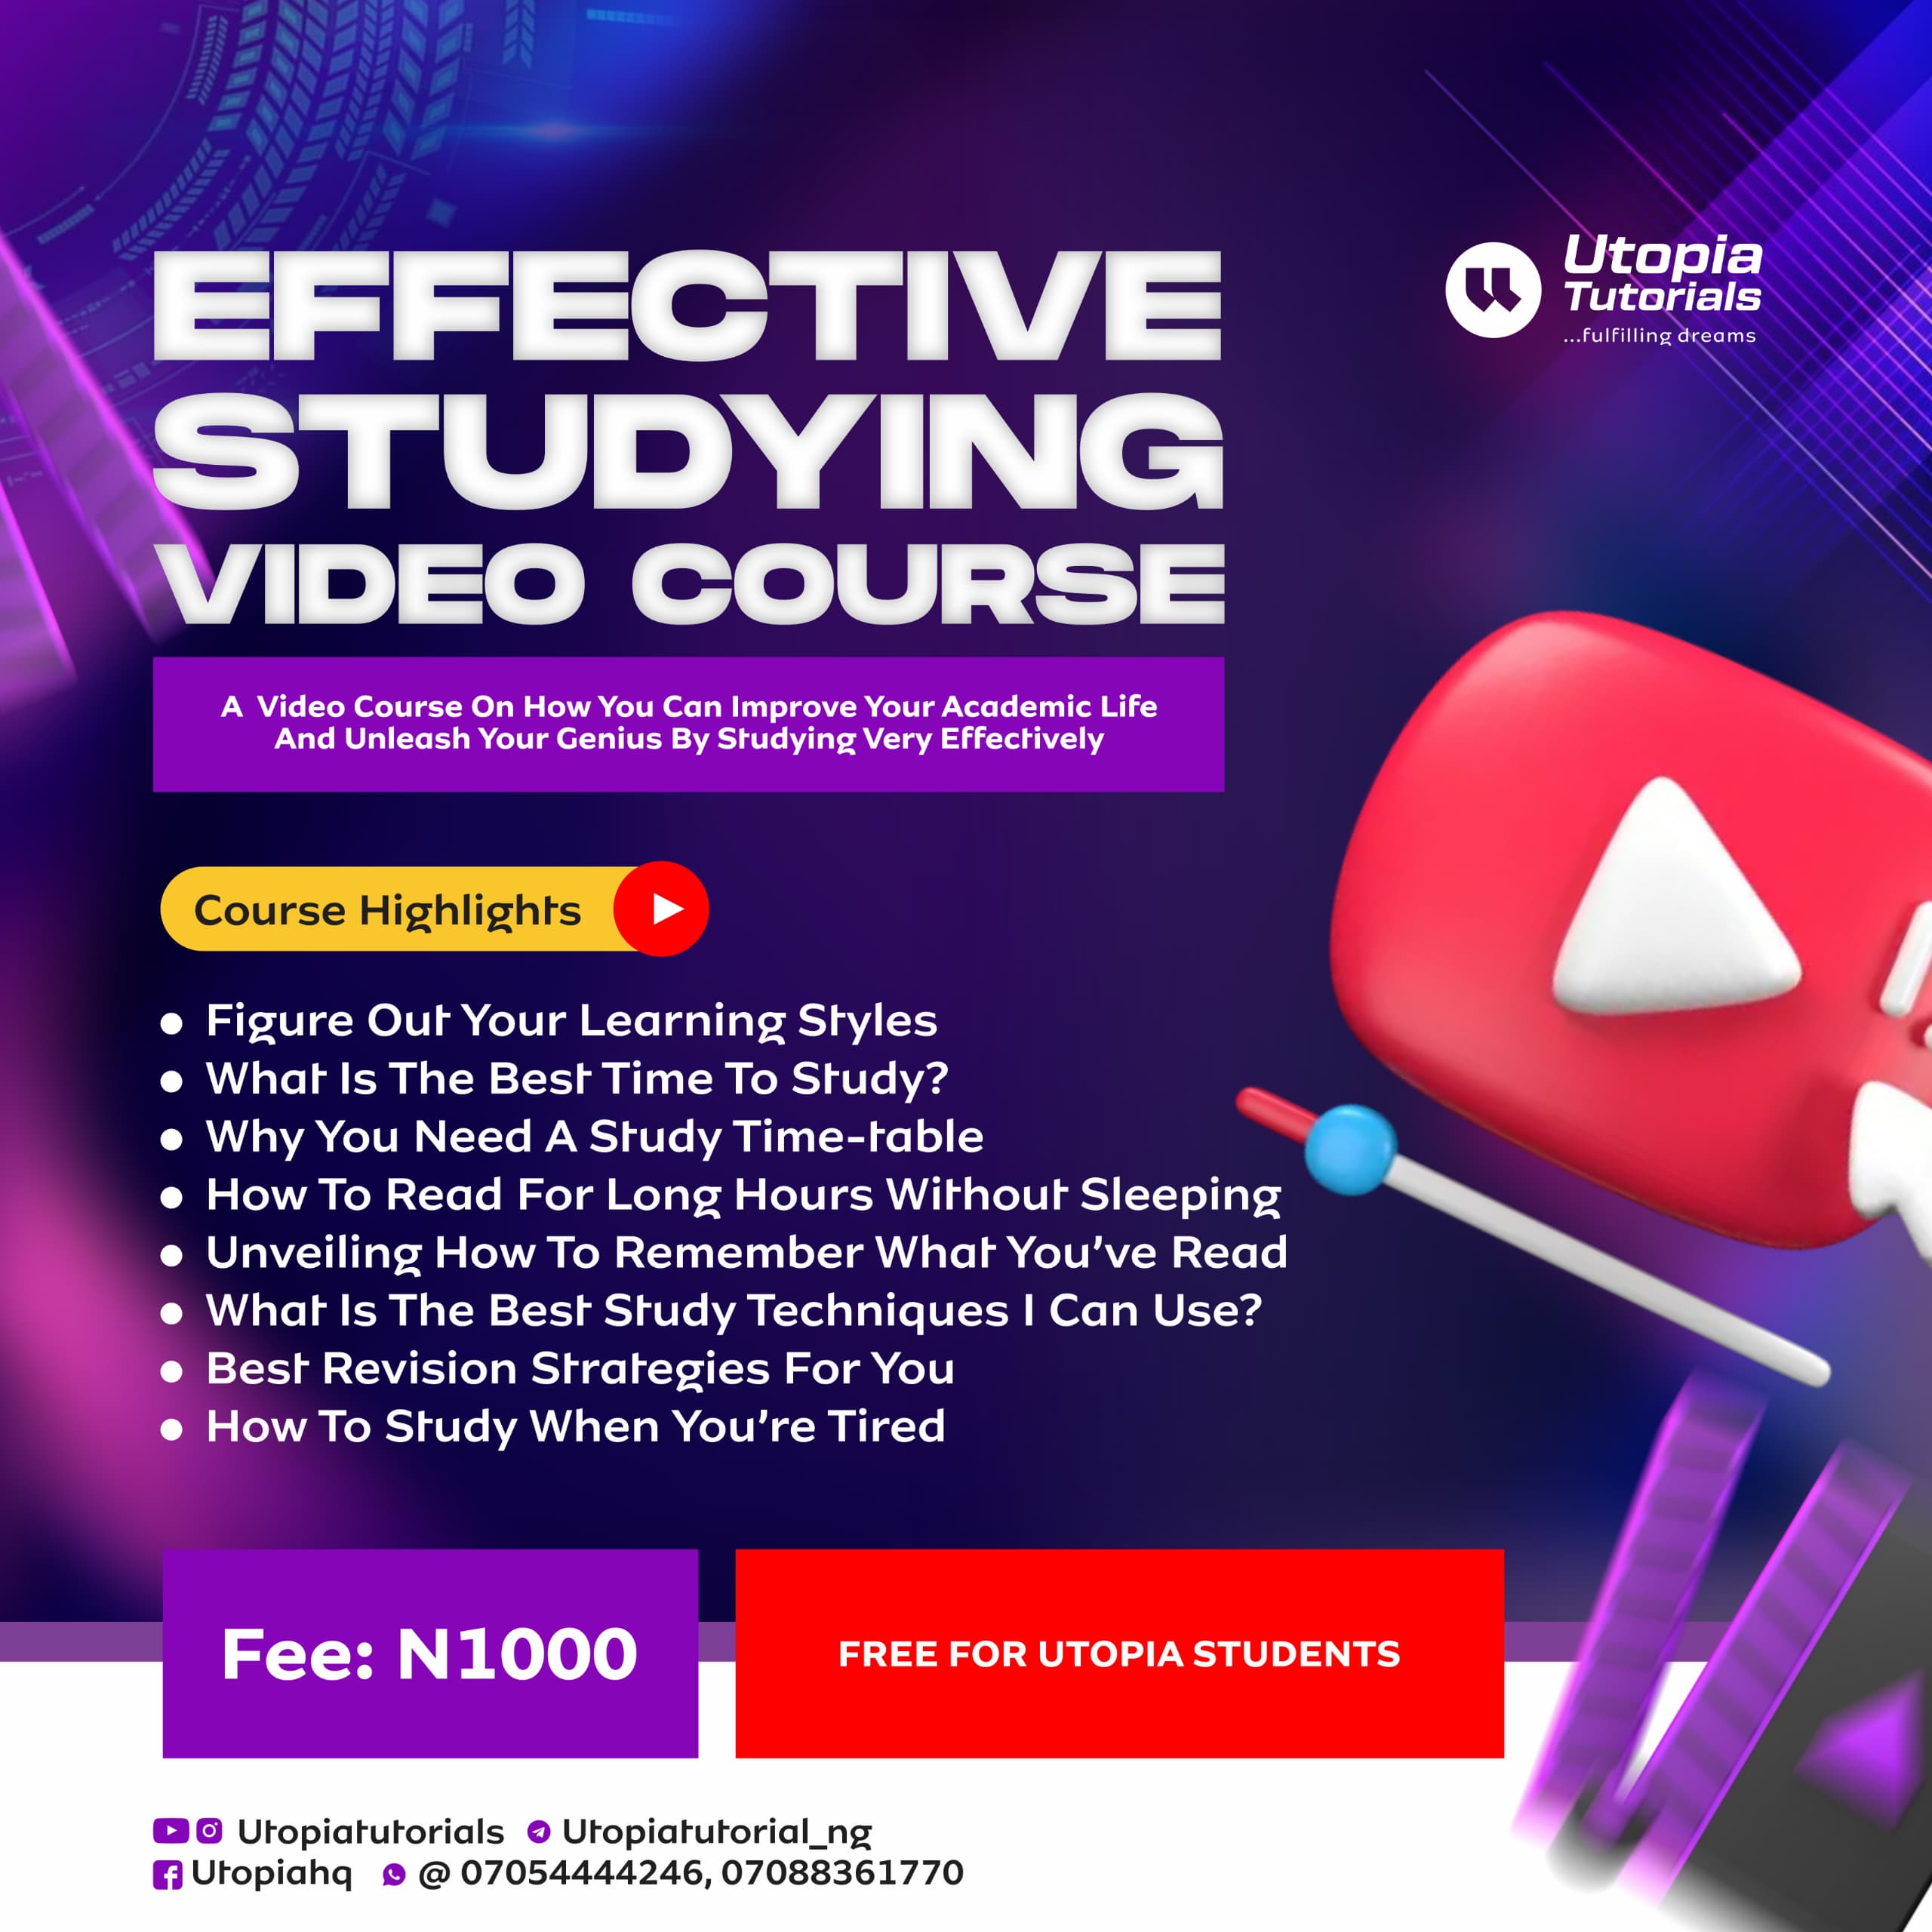 EFFECTIVE
STUDYING
VIDEO COURSE
Utopia
Tutorials
...fulfilling dreams
A Video Course On How You Can Improve Your Academic Life
And Unleash Your Genius By Studying Very Effectively
Course Highlights
● Figure Out Your Learning Styles
● What Is The Best Time To Study?
● Why You Need A Study Time-table
● How To Read For Long Hours Without Sleeping
● Unveiling How To Remember What You've Read
● What Is The Best Study Techniques I Can Use?
● Best Revision Strategies For You
● How To Study When You're Tired
Fee: N1000
FREE FOR UTOPIA STUDENTS
Utopiatutorials Utopiatutorial_ng
Utopiahq @ 07054444246, 07088361770